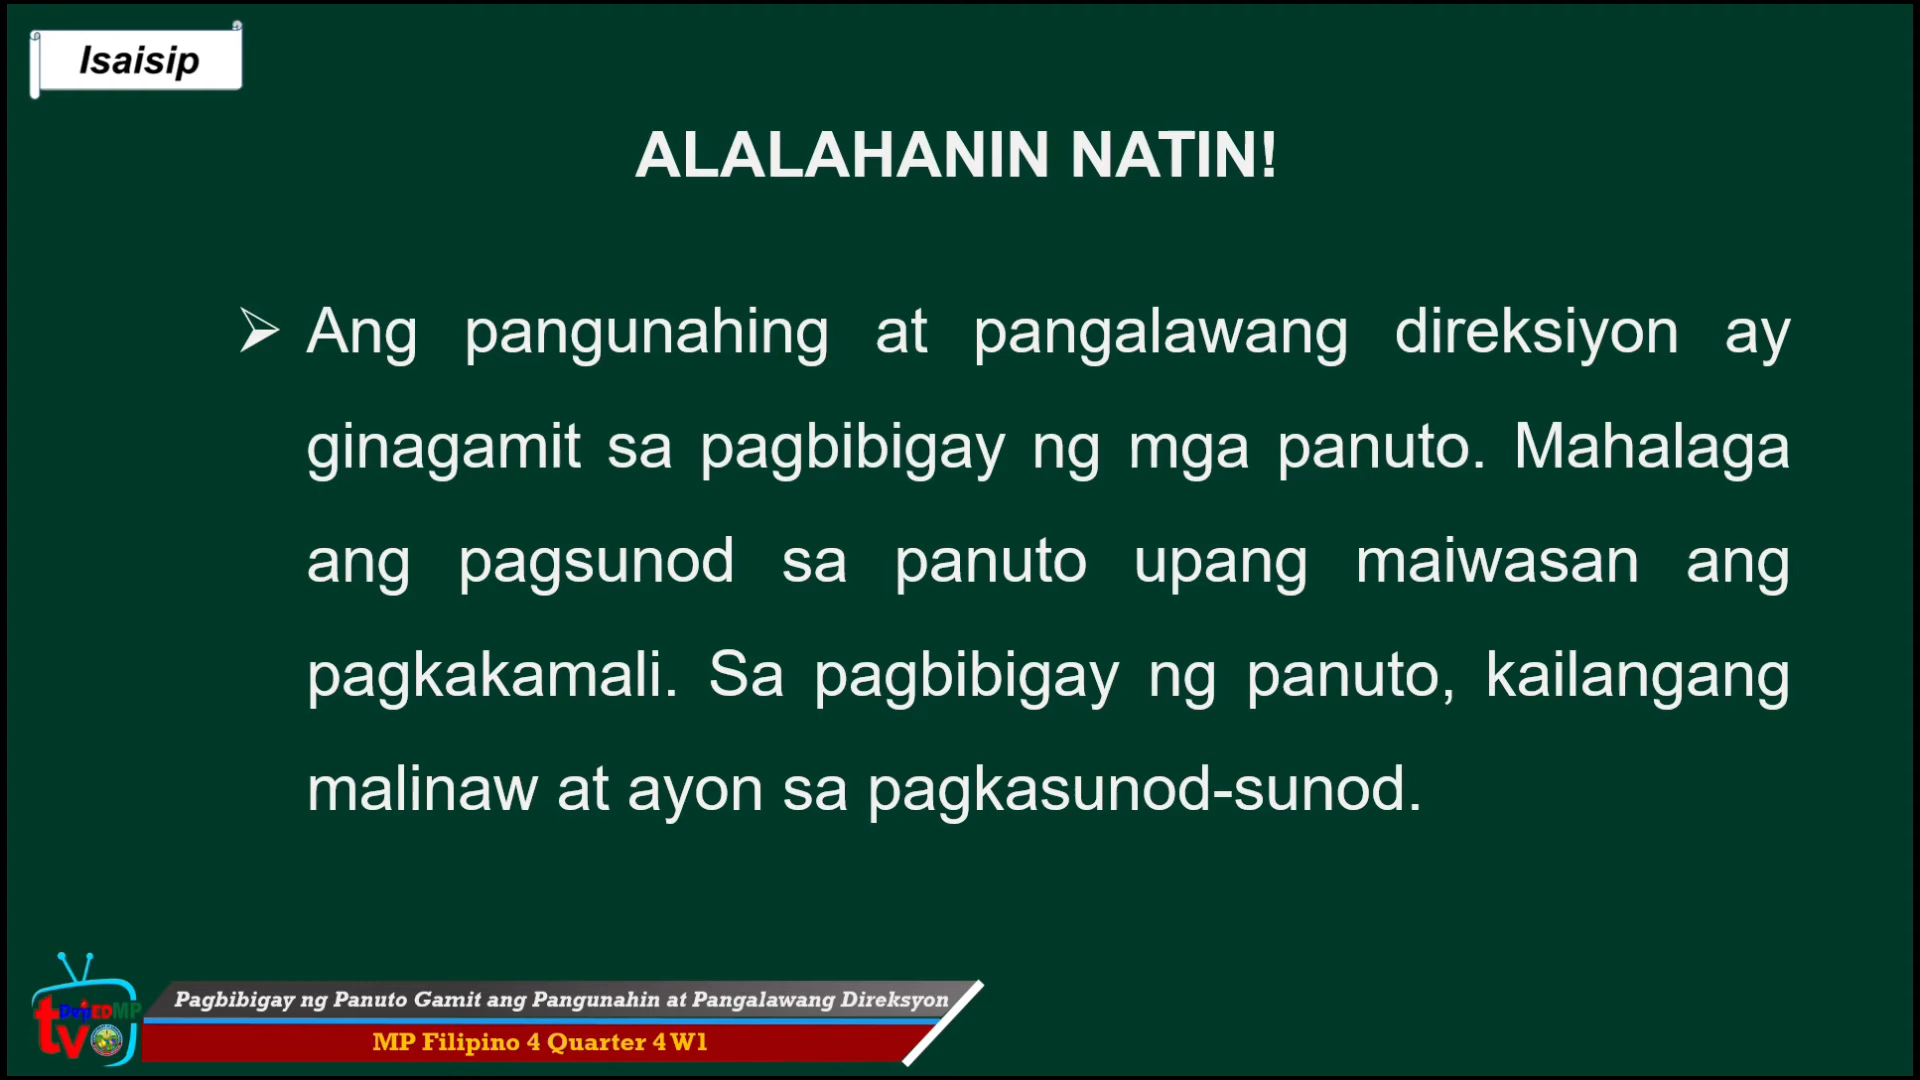 Isaisip
ALALAHANIN NATIN!
Ang pangunahing at pangalawang direksiyon ay
ginagamit sa pagbibigay ng mga panuto. Mahalaga
ang pagsunod sa panuto upang maiwasan ang
pagkakamali. Sa pagbibigay ng panuto, kailangang
malinaw at ayon sa pagkasunod-sunod.
DepEDMP
tv
Pagbibigay ng Panuto Gamit ang Pangunahin at Pangalawang Direksyon
MP Filipino 4 Quarter 4 W1